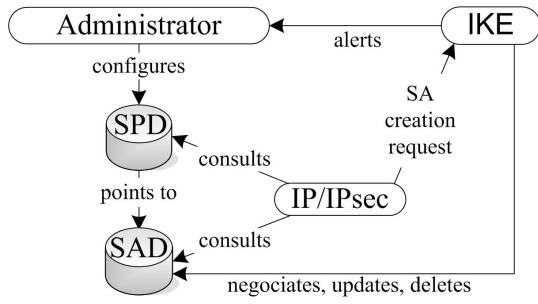 Administrator
IKE
alerts
configures
SA
creation
request
SPD
consults
points to
IP/IPsec
consults
SAD
negociates, updates, deletes